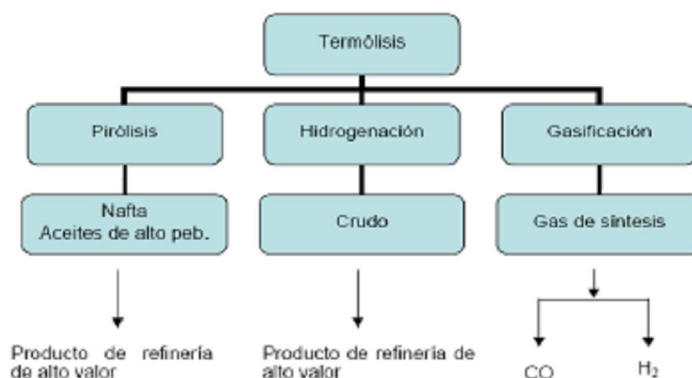 Termólisis
Pirólisis
Hidrogenación
Gasificación
Nafta
Aceites de alto peb.
Crudo
Gas de síntesis
Producto de refinería
de alto valor
Producto de refinería de
alto valor
CO
H₂